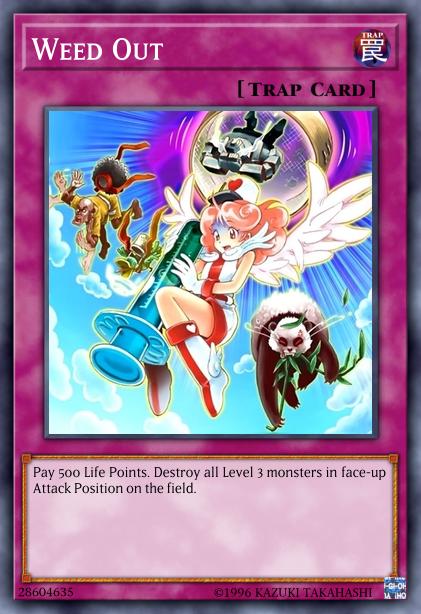 Weed Out
TRAP
罠
[Trap Card]
Pay 500 Life Points. Destroy all Level 3 monsters in face-up
Attack Position on the field.
28604635
©1996 KAZUKI TAKAHASHI